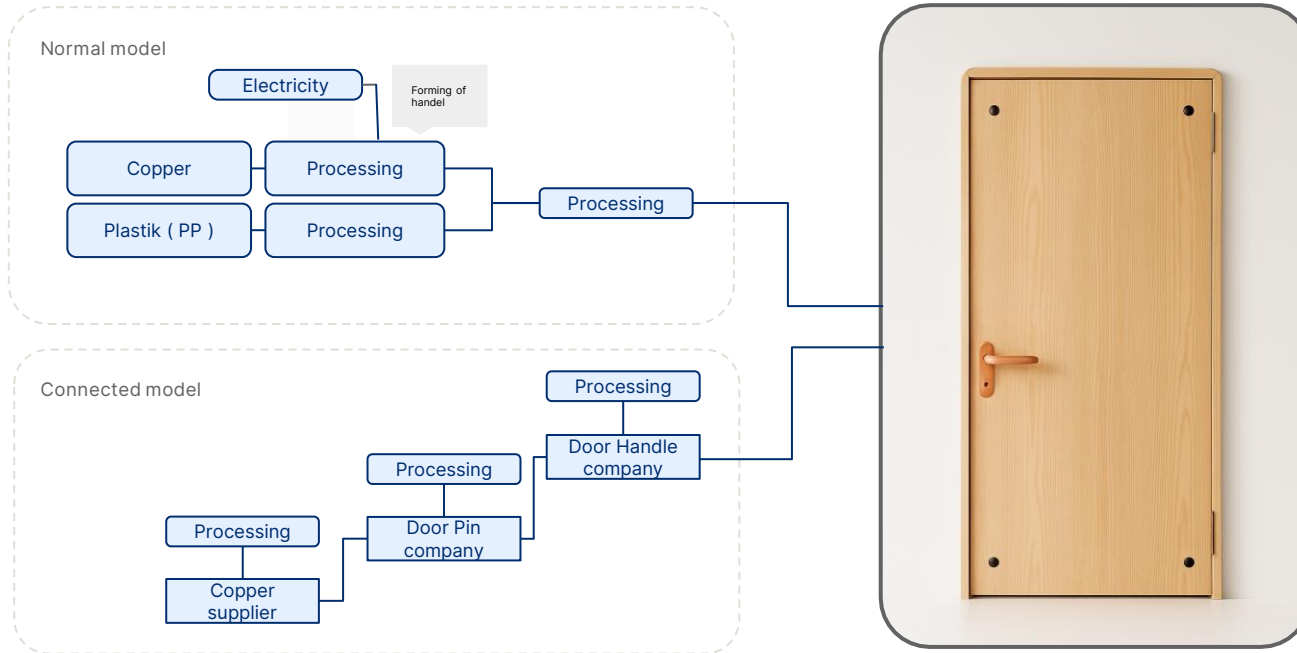 Normal model
Electricity
Forming of
handel
Copper
Processing
Processing
Plastik ( PP )
Processing
Connected model
Processing
Door Handle
company
Processing
Door Pin
company
Processing
Copper
supplier